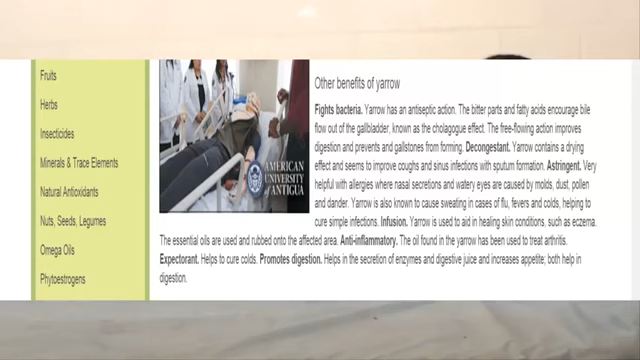 Fruits
Herbs
Insecticides
Minerals & Trace Elements
Natural Antioxidants
Nuts, Seeds, Legumes
Omega Oils
Phytoestrogens
AMERICAN
UNIVERSITY
of ANTIGUA
Other benefits of yarrow
Fights bacteria. Yarrow has an antiseptic action. The bitter parts and fatty acids encourage bile
flow out of the gallbladder, known as the cholagogue effect. The free-flowing action improves
digestion and prevents and gallstones from forming. Decongestant. Yarrow contains a drying
effect and seems to improve coughs and sinus infections with sputum formation. Astringent. Very
helpful with allergies where nasal secretions and watery eyes are caused by molds, dust, pollen
and dander. Yarrow is also known to cause sweating in cases of flu, fevers and colds, helping to
cure simple infections. Infusion. Yarrow is used to aid in healing skin conditions, such as eczema.
The essential oils are used and rubbed onto the affected area. Anti-inflammatory. The oil found in the yarrow has been used to treat arthritis.
Expectorant. Helps to cure colds. Promotes digestion. Helps in the secretion of enzymes and digestive juice and increases appetite; both help in
digestion.